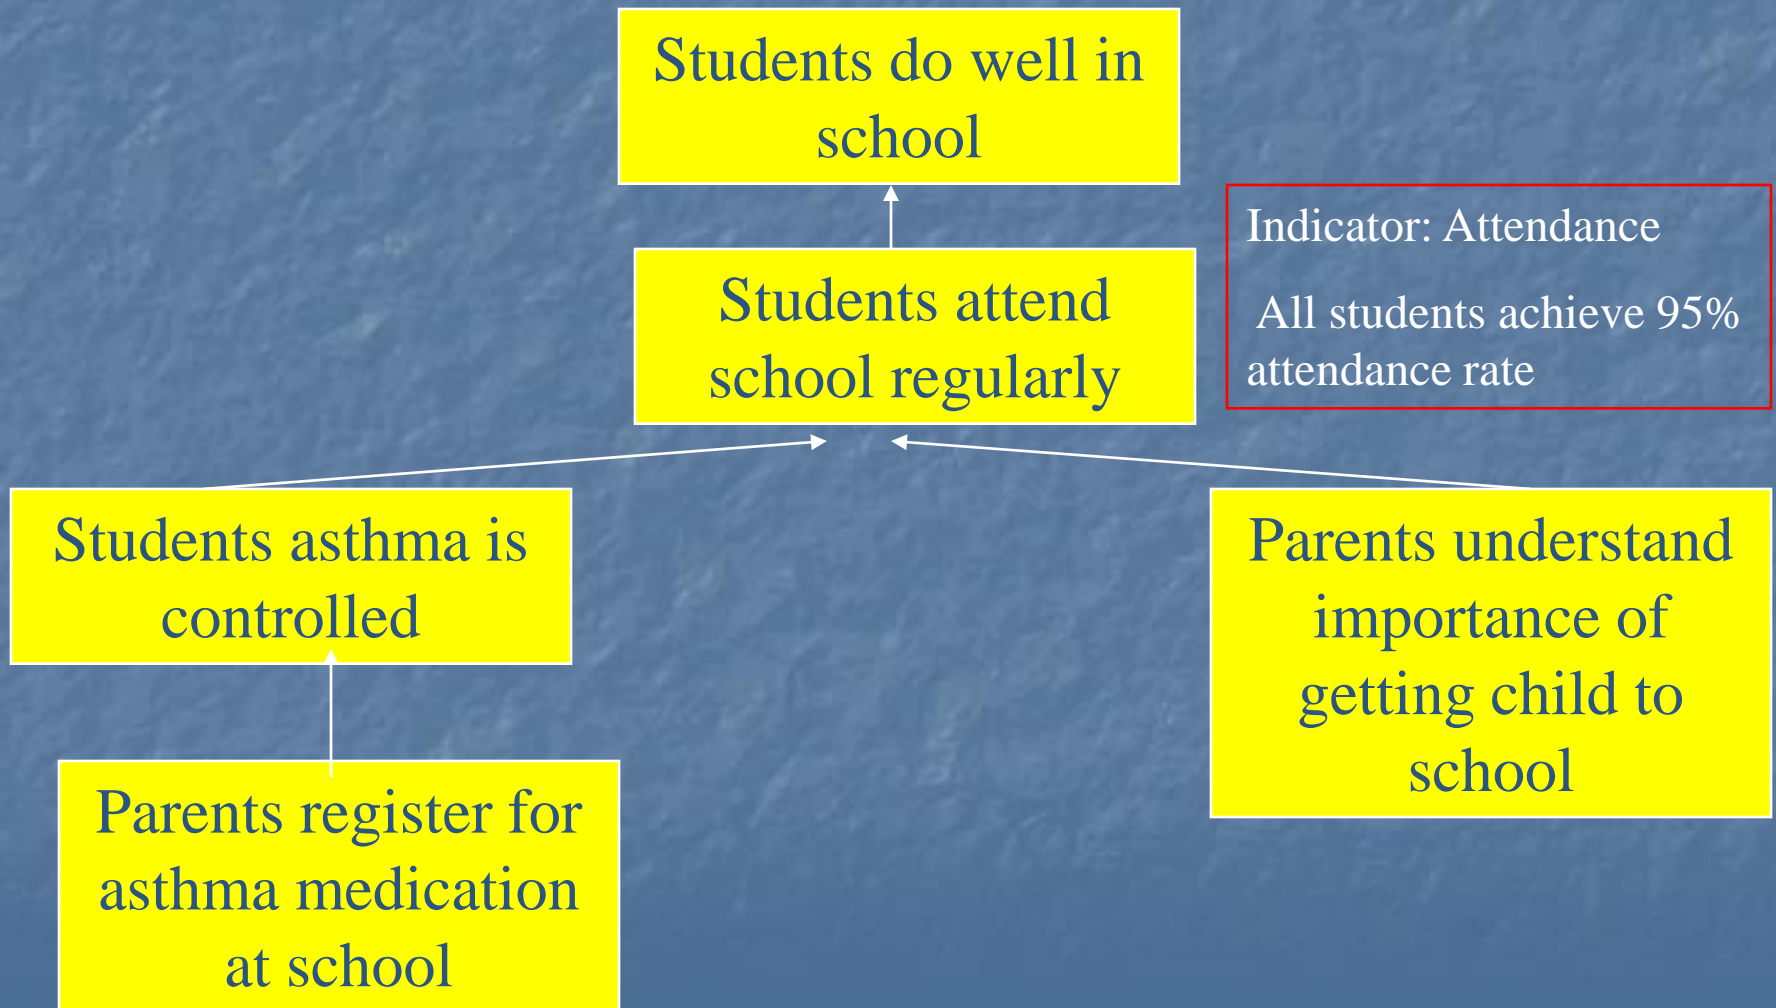 Students do well in
school
Indicator: Attendance
All students achieve 95%
attendance rate
Students attend
school regularly
Students asthma is
controlled
Parents understand
importance of
getting child to
school
Parents register for
asthma medication
at school